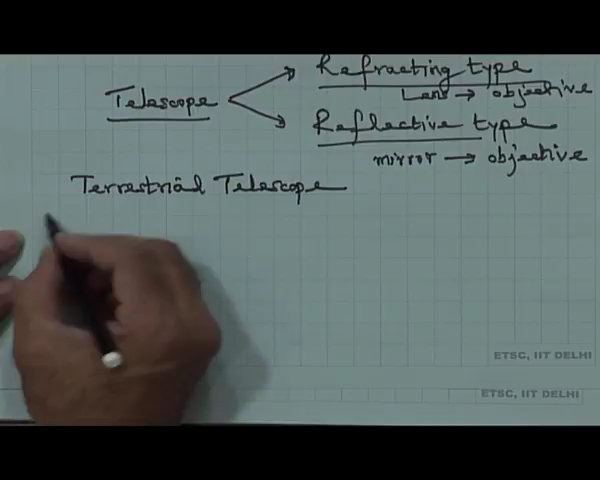 Refracting type
Lens → objective
Telescope
Reflective type
mirror → objective
Terrestrial Telescope
ETSC, IIT DELHI
ETSC, IIT DELHI